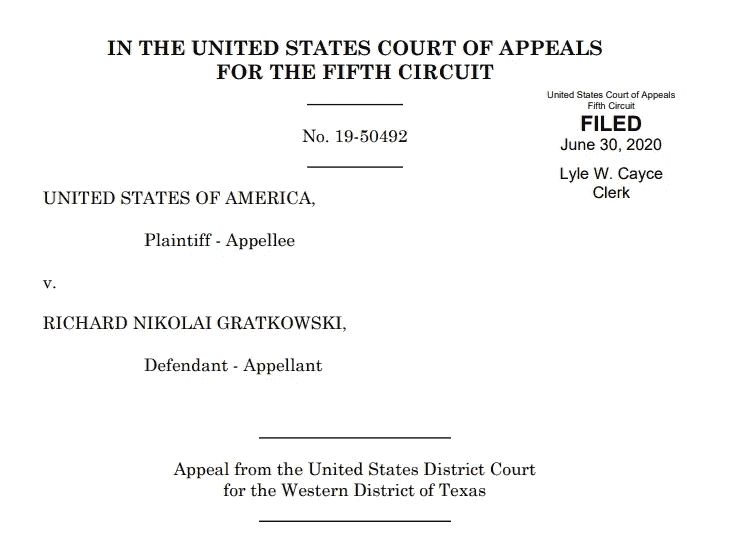 IN THE UNITED STATES COURT OF APPEALS
FOR THE FIFTH CIRCUIT
United States Court of Appeals
Fifth Circuit
FILED
June 30, 2020
Lyle W. Cayce
Clerk
No. 19-50492
UNITED STATES OF AMERICA,
Plaintiff - Appellee
v.
RICHARD NIKOLAI GRATKOWSKI,
Defendant - Appellant
Appeal from the United States District Court
for the Western District of Texas